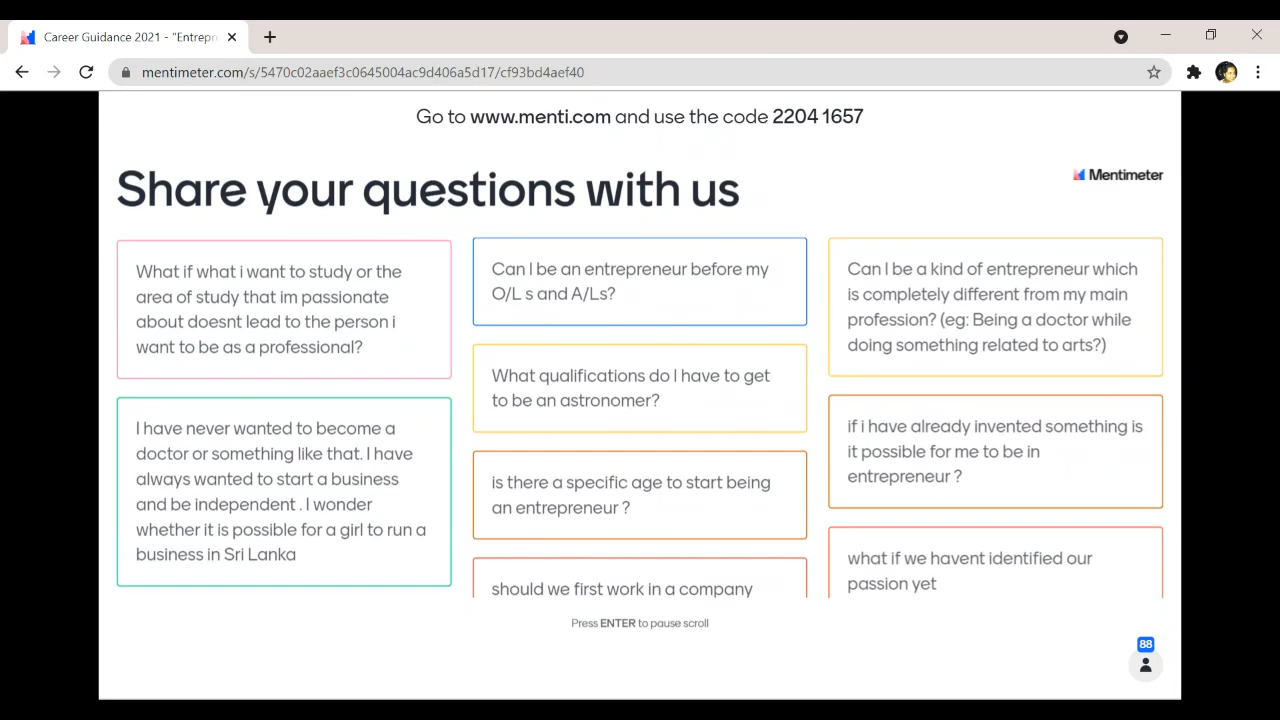 Career Guidance 2021 - "Entrepr
mentimeter.com/s/5470c02aaef3c0645004ac9d406a5d17/cf93bd4aef40
Go to www.menti.com and use the code 2204 1657
Share your questions with us
Mentimeter
What if what i want to study or the
area of study that im passionate
about doesnt lead to the person i
want to be as a professional?
I have never wanted to become a
doctor or something like that. I have
always wanted to start a business
and be independent . I wonder
whether it is possible for a girl to run a
business in Sri Lanka
Can I be an entrepreneur before my
O/L s and A/Ls?
What qualifications do I have to get
to be an astronomer?
is there a specific age to start being
an entrepreneur ?
should we first work in a company
Can I be a kind of entrepreneur which
is completely different from my main
profession? (eg: Being a doctor while
doing something related to arts?)
if i have already invented something is
it possible for me to be in
entrepreneur ?
what if we havent identified our
passion yet
Press ENTER to pause scroll
88